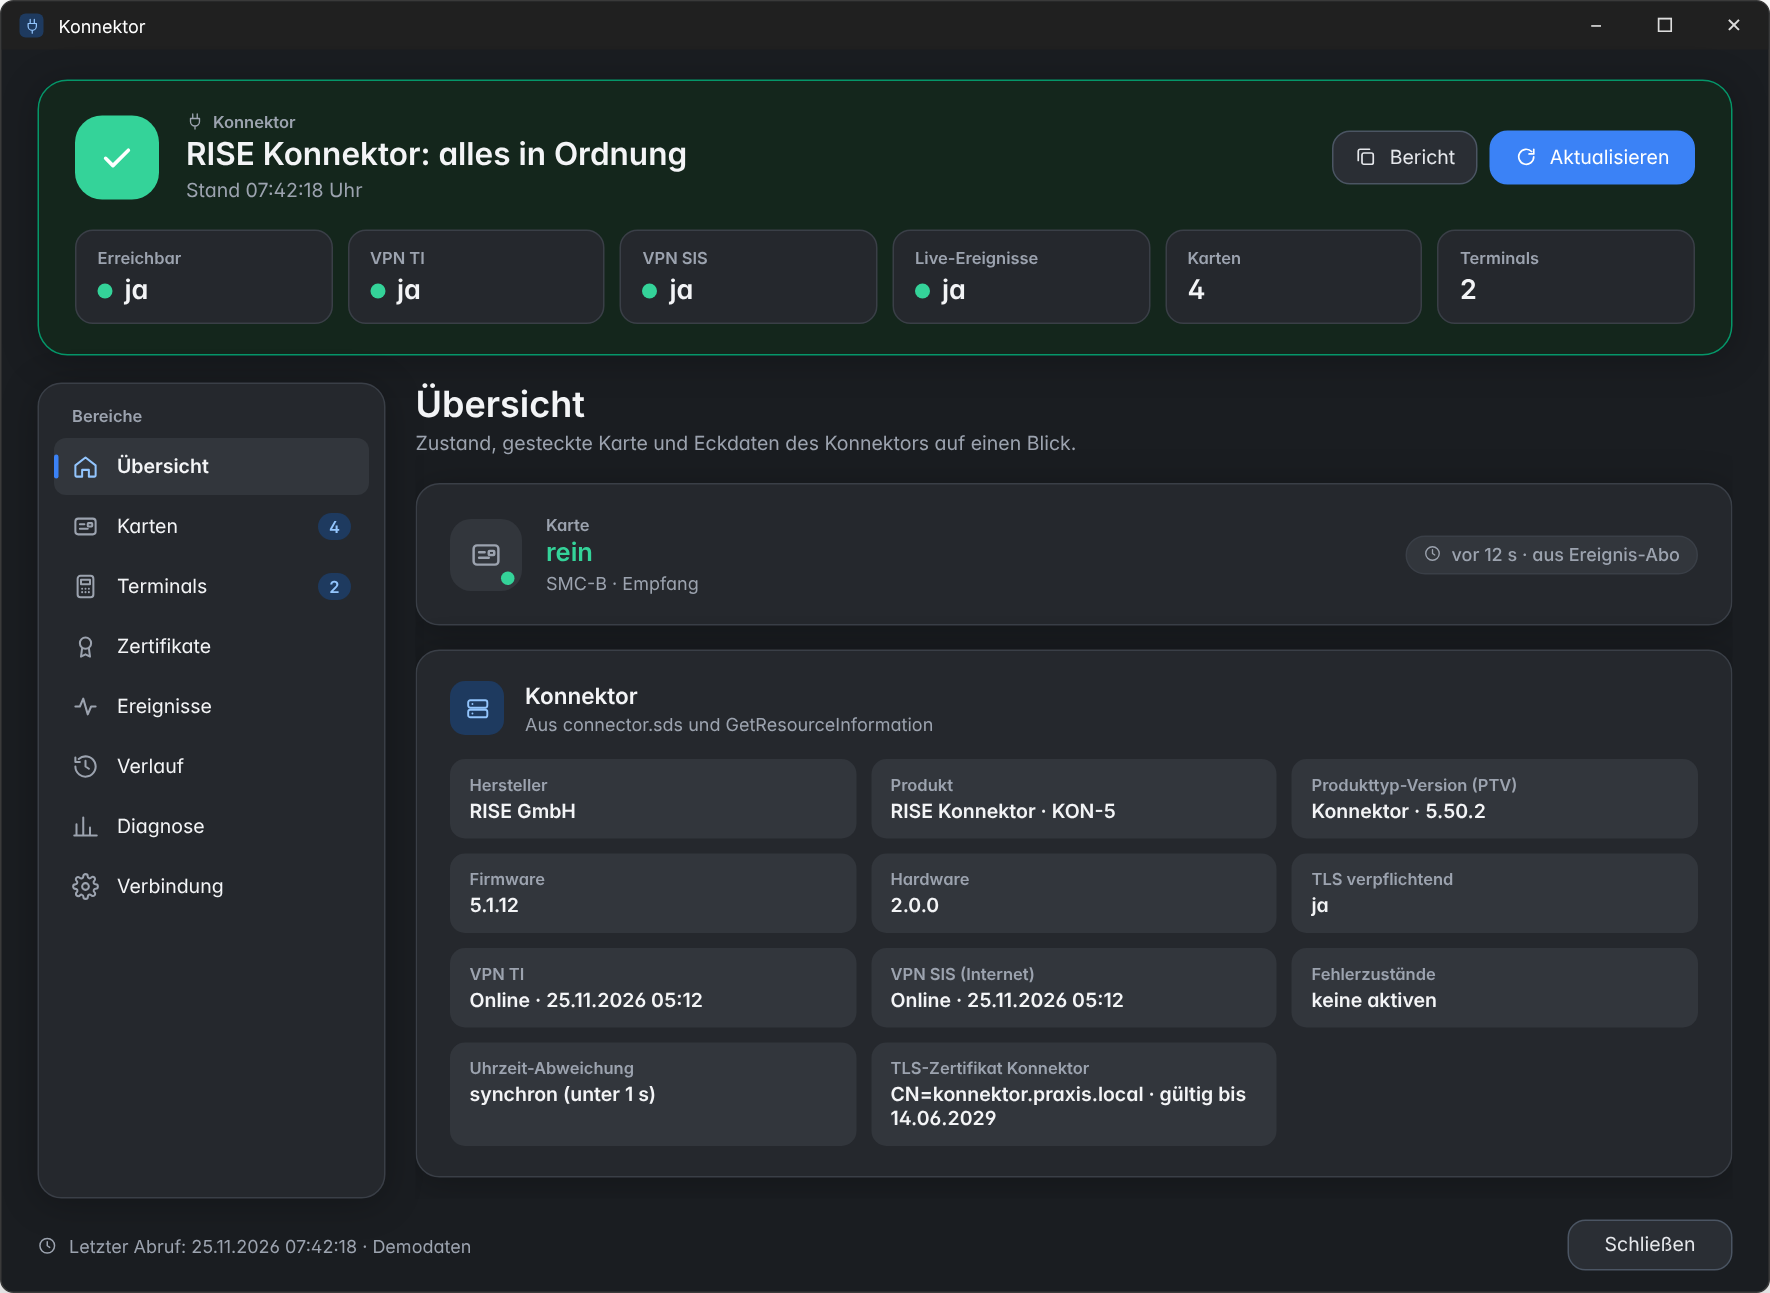 Konnektor
Konnektor
RISE Konnektor: alles in Ordnung
Stand 07:42:18 Uhr
Bericht
Aktualisieren
Erreichbar
ja
VPN TI
ja
VPN SIS
ja
Live-Ereignisse
ja
Karten
4
Terminals
2
Bereiche
Übersicht
Karten 4
Terminals 2
Zertifikate
Ereignisse
Verlauf
Diagnose
Verbindung
Übersicht
Zustand, gesteckte Karte und Eckdaten des Konnektors auf einen Blick.
Karte
rein
SMC-B · Empfang
vor 12 s · aus Ereignis-Abo
Konnektor
Aus connector.sds und GetResourceInformation
Hersteller
RISE GmbH
Produkt
RISE Konnektor · KON-5
Produkttyp-Version (PTV)
Konnektor · 5.50.2
Firmware
5.1.12
Hardware
2.0.0
TLS verpflichtend
ja
VPN TI
Online · 25.11.2026 05:12
VPN SIS (Internet)
Online · 25.11.2026 05:12
Fehlerzustände
keine aktiven
Uhrzeit-Abweichung
synchron (unter 1 s)
TLS-Zertifikat Konnektor
CN=konnektor.praxis.local · gültig bis
14.06.2029
Letzter Abruf: 25.11.2026 07:42:18 · Demodaten
Schließen